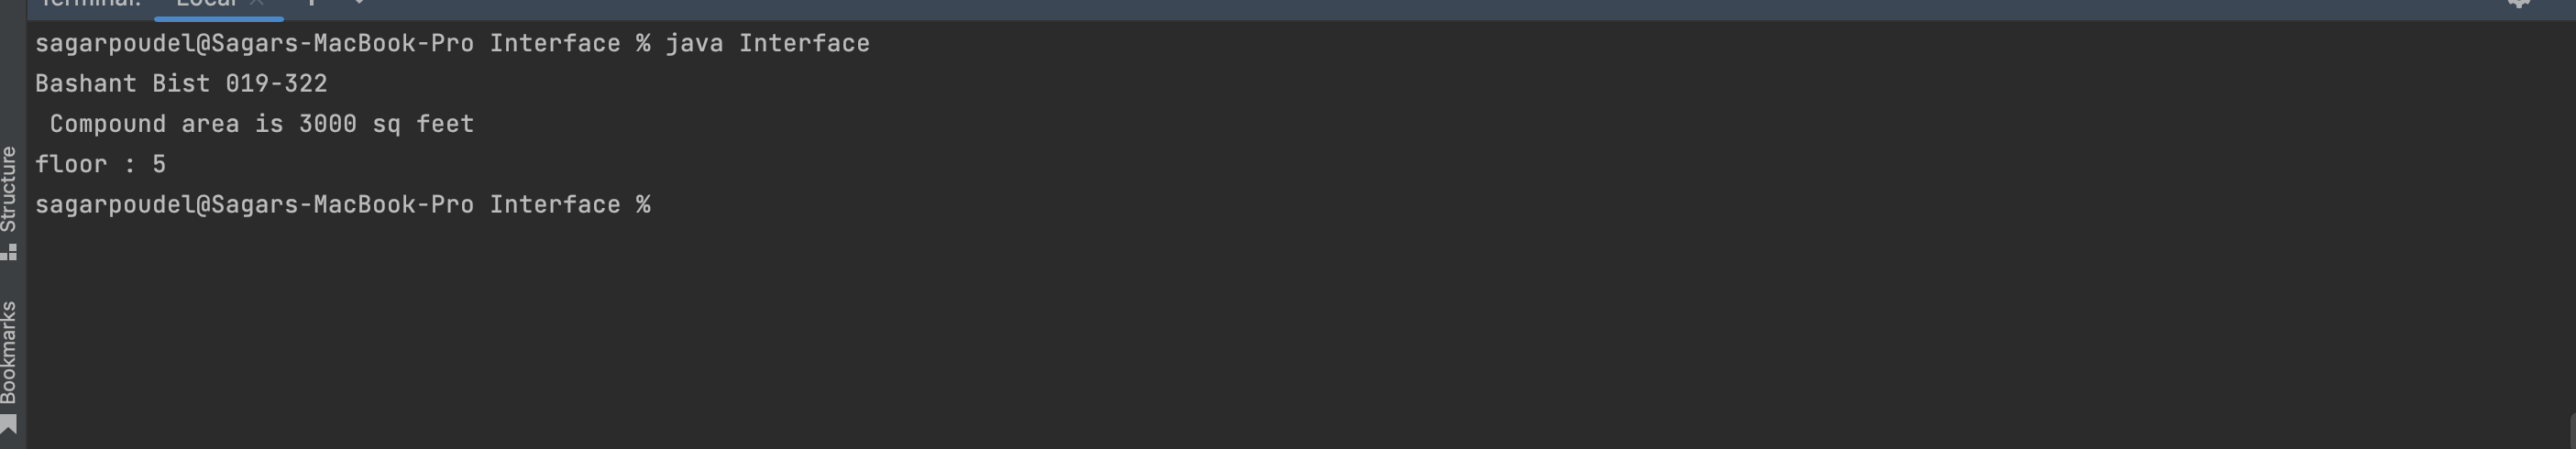 Terminal: Local
sagarpoudel@Sagars-MacBook-Pro Interface % java Interface
Bashant Bist 019-322
 Compound area is 3000 sq feet
floor : 5
sagarpoudel@Sagars-MacBook-Pro Interface %
Structure
Bookmarks